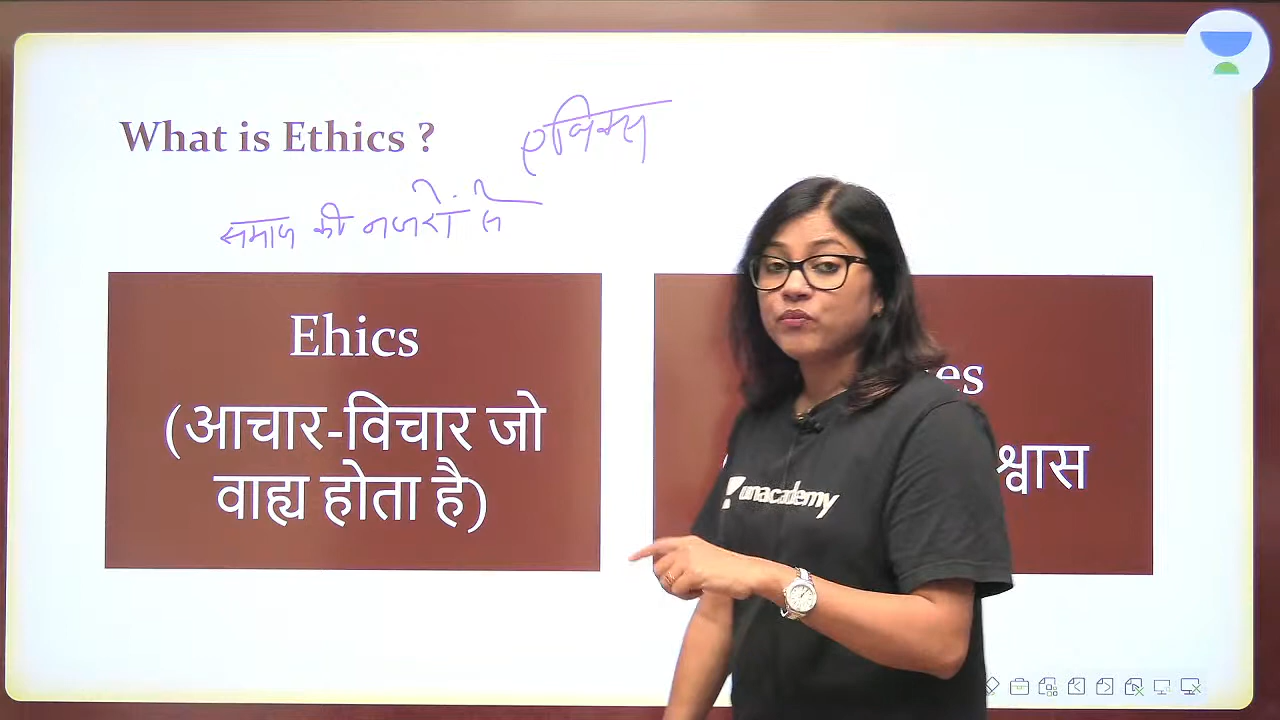 What is Ethics ?
एथिक्स
समाज की नजरों से
Ehics
(आचार-विचार जो
वाह्य होता है)
es
श्वास
unacademy